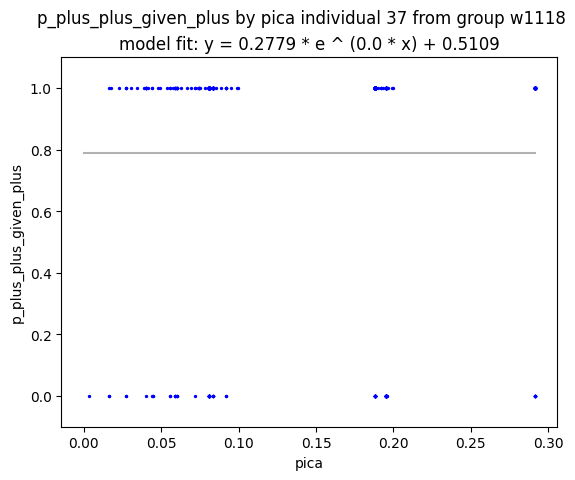 p_plus_plus_given_plus by pica individual 37 from group w1118
model fit: y = 0.2779 * e ^ (0.0 * x) + 0.5109
p_plus_plus_given_plus
1.0
0.8
0.6
0.4
0.2
0.0
0.00 0.05 0.10 0.15 0.20 0.25 0.30
pica